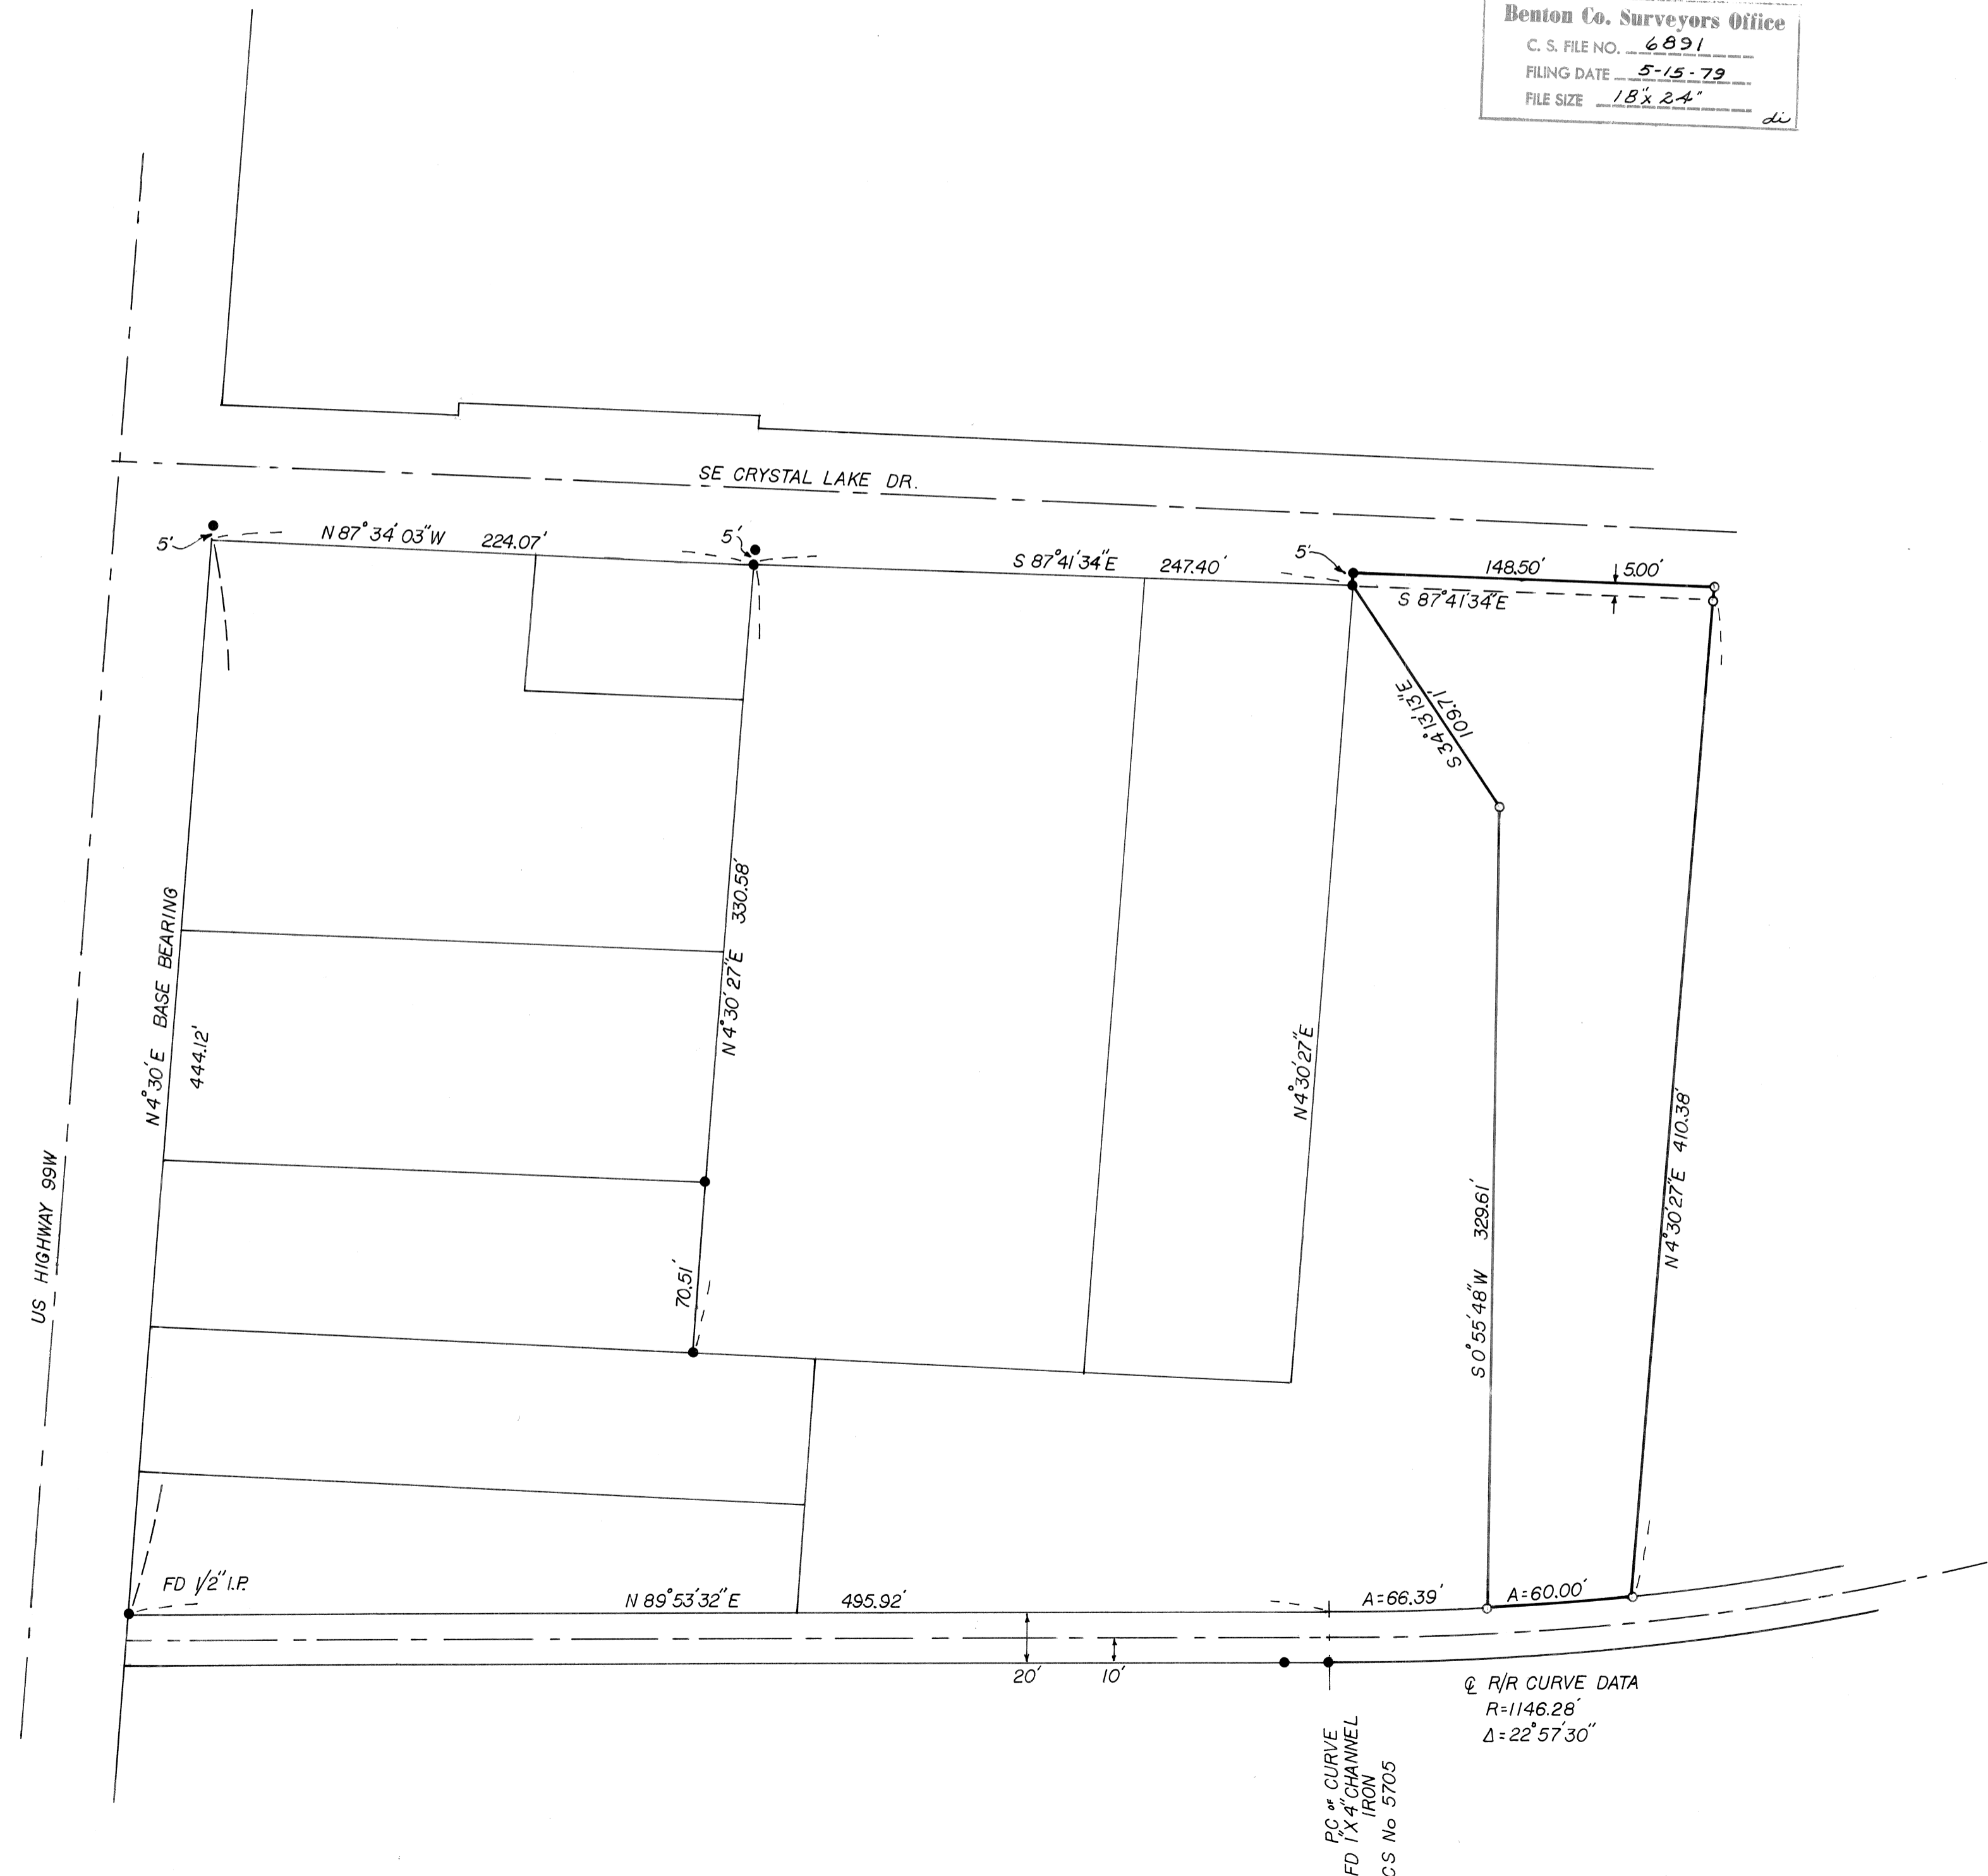 Benton Co. Surveyors Office
C. S. FILE NO. 6891
FILING DATE 5-15-79
FILE SIZE 18"x 24"
di
SE CRYSTAL LAKE DR.
5'
N 87° 34' 03" W 224.07'
5'
S 87° 41' 34" E 247.40'
5'
148.50'
5.00'
S 87° 41' 34" E
S 34° 13' 13" E
109.71'
N 4° 30' E BASE BEARING
444.12'
N 4° 30' 27" E 330.58'
70.51'
N 4° 30' 27" E
S 0° 55' 48" W 329.61'
N 4° 30' 27" E 410.38'
US HIGHWAY 99W
FD 1/2" I.P.
N 89° 53' 32" E 495.92'
A=66.39'
A=60.00'
20'
10'
℄ R/R CURVE DATA
R=1146.28'
Δ=22° 57' 30"
PC OF CURVE
FD 1" X 4" CHANNEL
IRON
CS No 5705